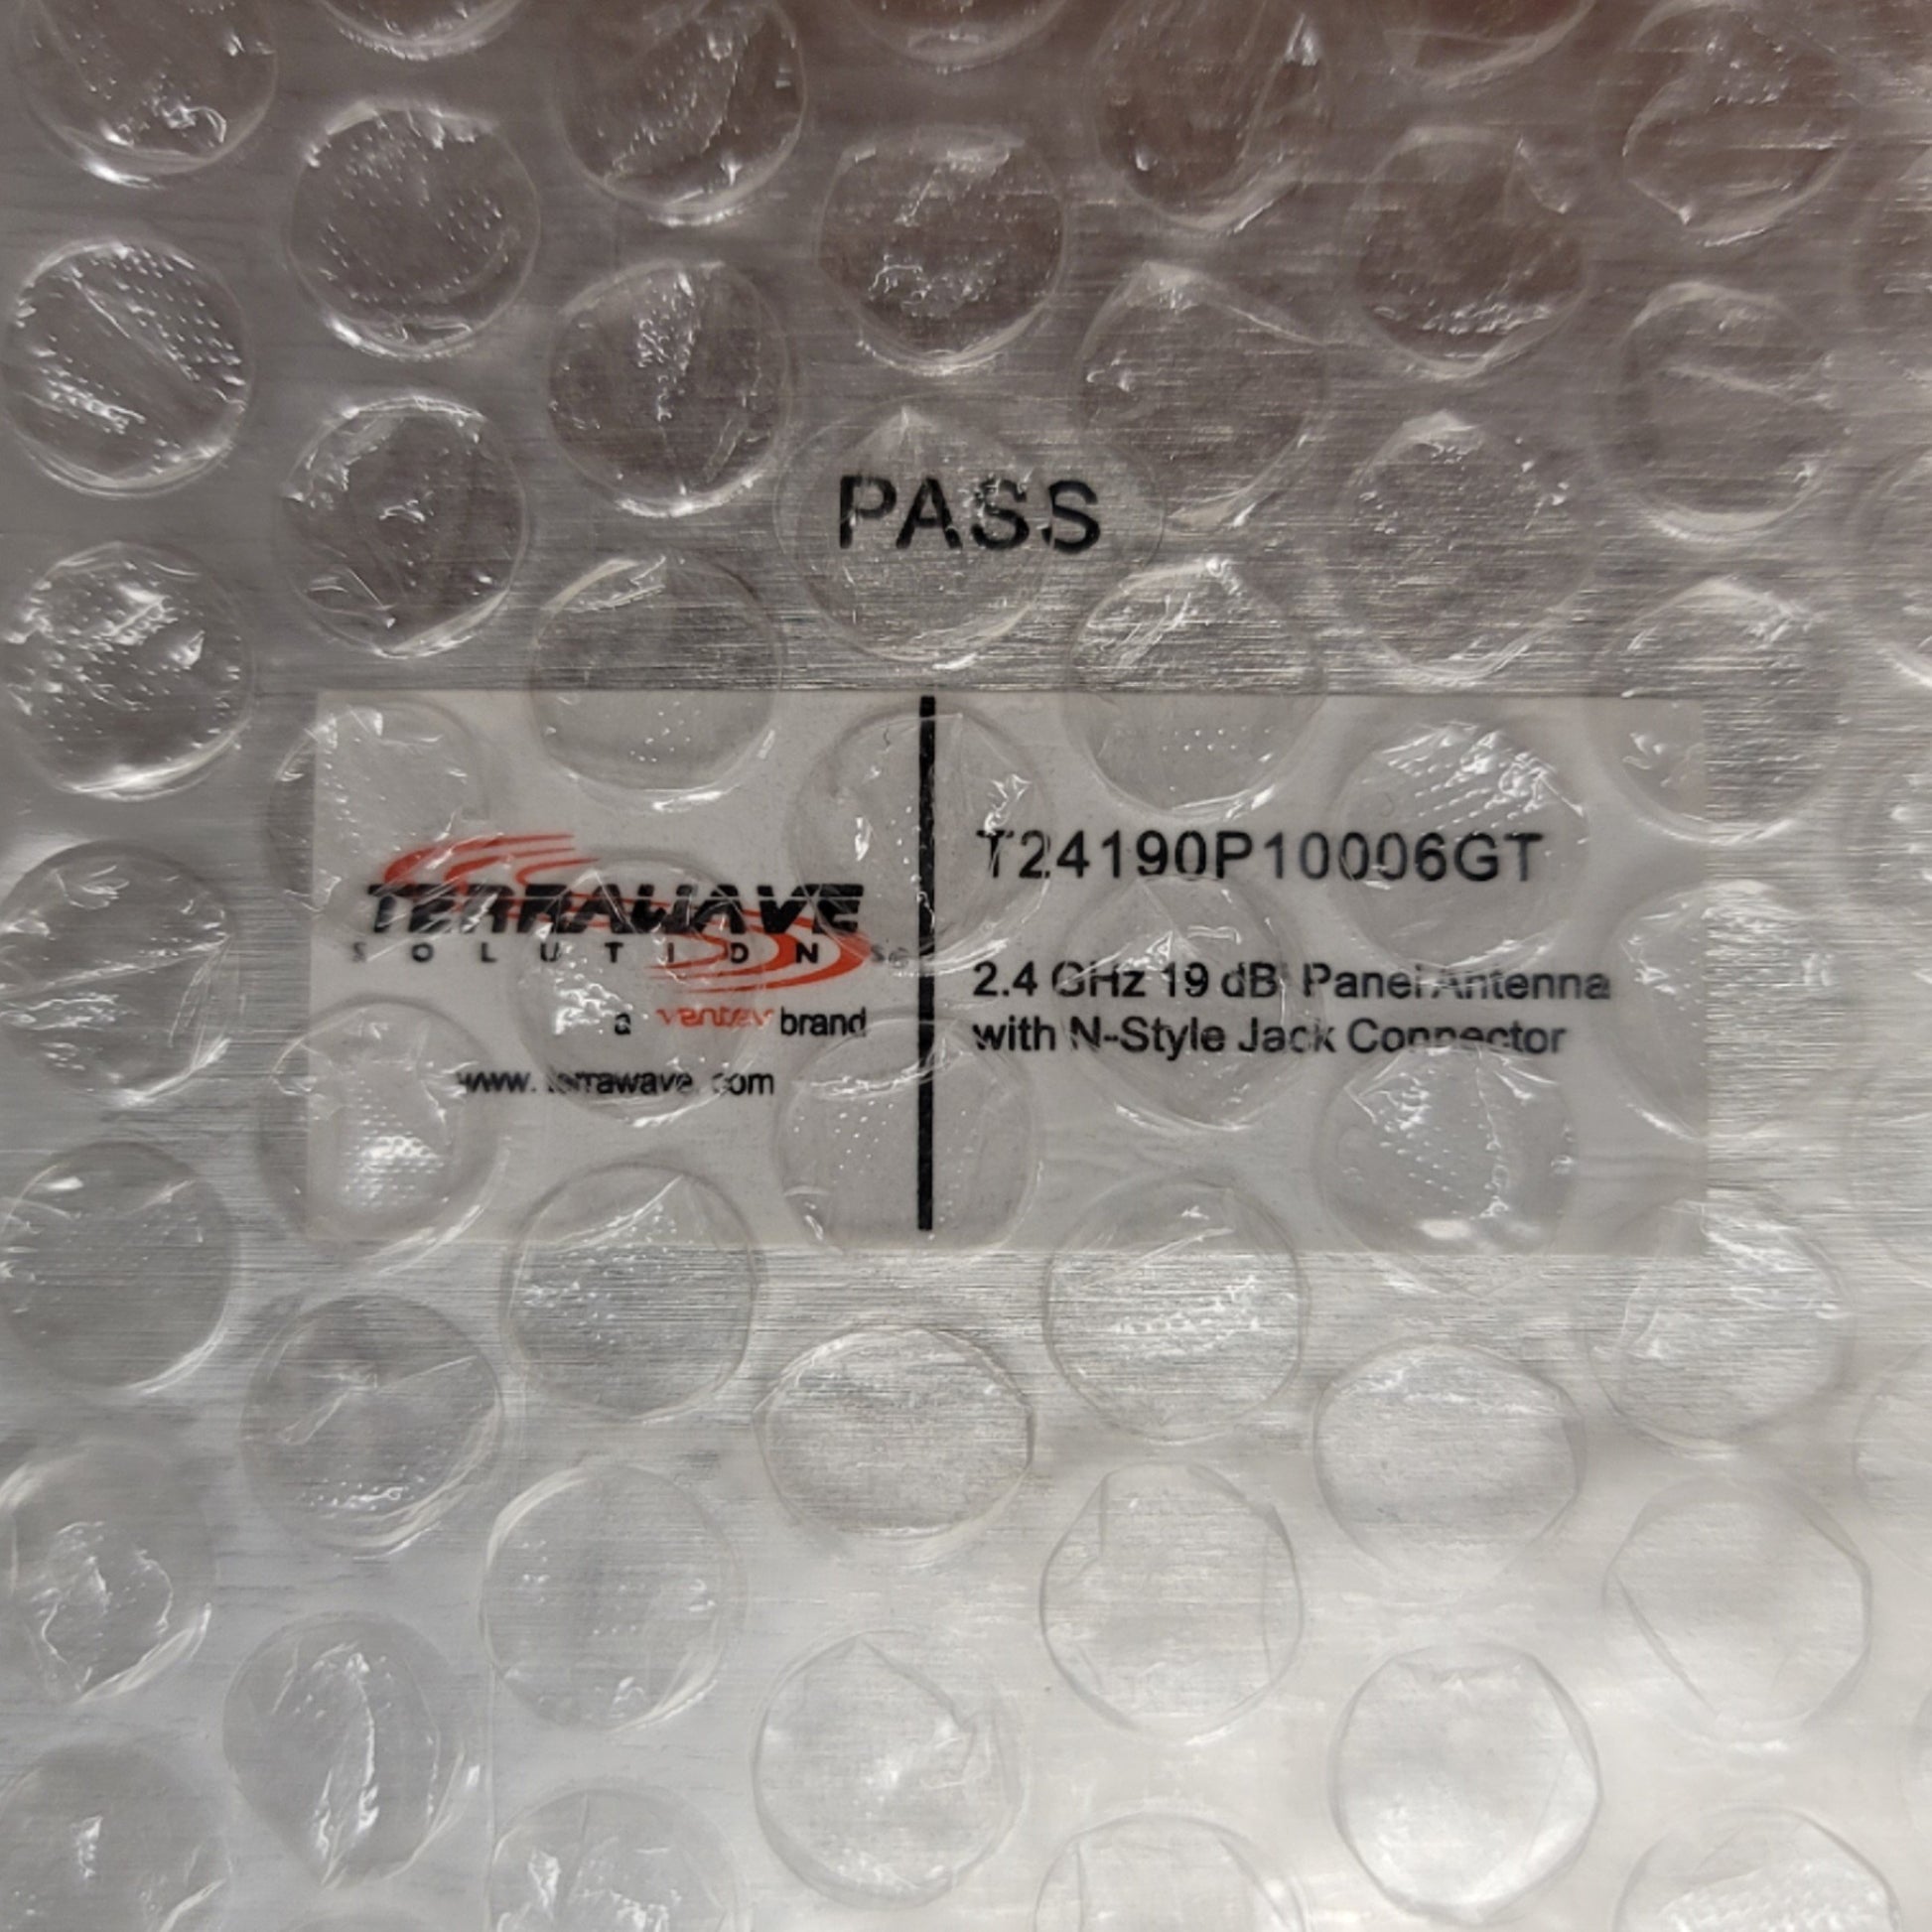 PASS
TERRAWAVE
SOLUTIONS
a ventev brand
www.terrawave.com
T24190P10006GT
2.4 GHz 19 dBi Panel Antenna
with N-Style Jack Connector